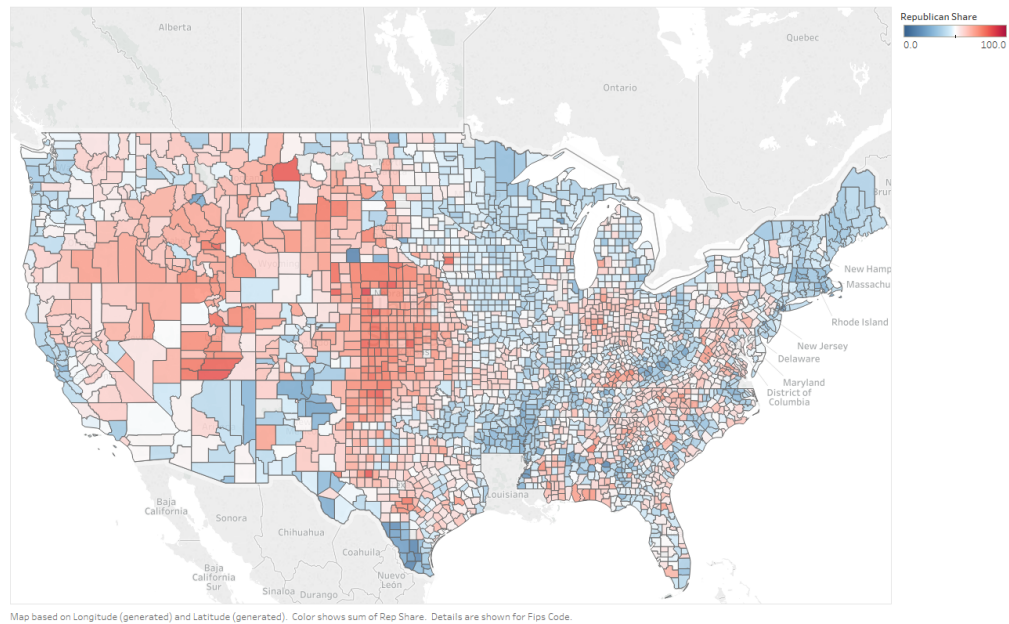 Republican Share
0.0 100.0
Alberta
Quebec
Ontario
N
Brun
New Hamp
Massachu
Rhode Island
New Jersey
Delaware
Maryland
District of
Columbia
Louisiana
Baja
California
Sonora
Chihuahua
Coahuila
Baja
California
Sur
Nuevo
León
Sinaloa Durango
Map based on Longitude (generated) and Latitude (generated). Color shows sum of Rep Share. Details are shown for Fips Code.